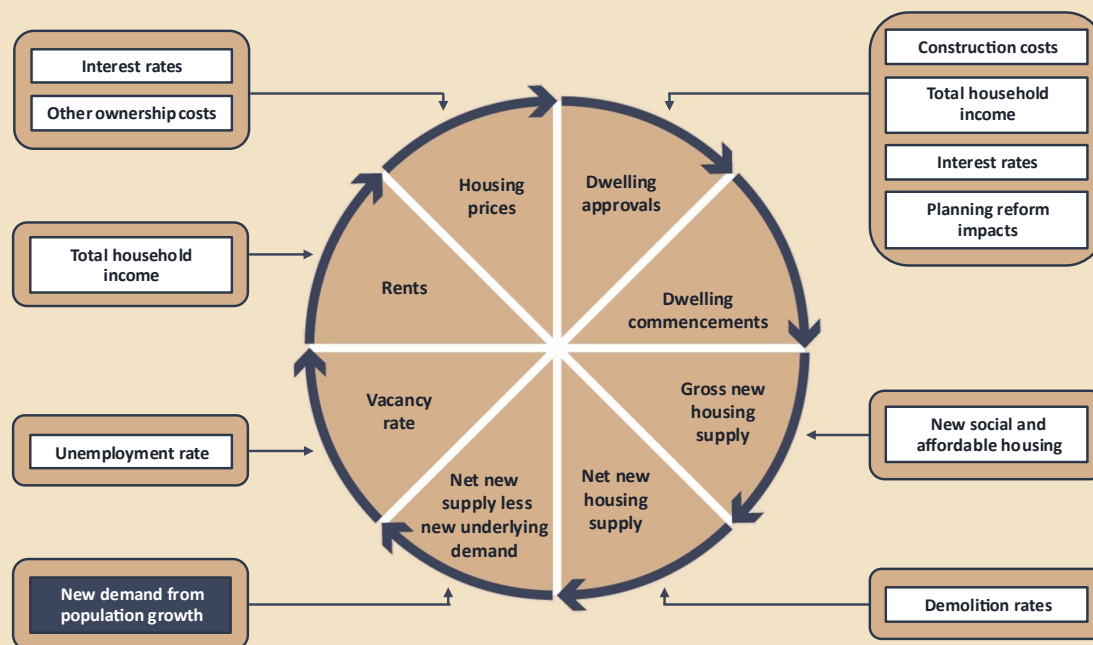 Interest rates
Other ownership costs
Total household
income
Unemployment rate
New demand from
population growth
Housing
prices
Dwelling
approvals
Rents
Dwelling
commencements
Vacancy
rate
Gross new
housing
supply
Net new
supply less
new underlying
demand
Net new
housing
supply
Construction costs
Total household
income
Interest rates
Planning reform
impacts
New social and
affordable housing
Demolition rates